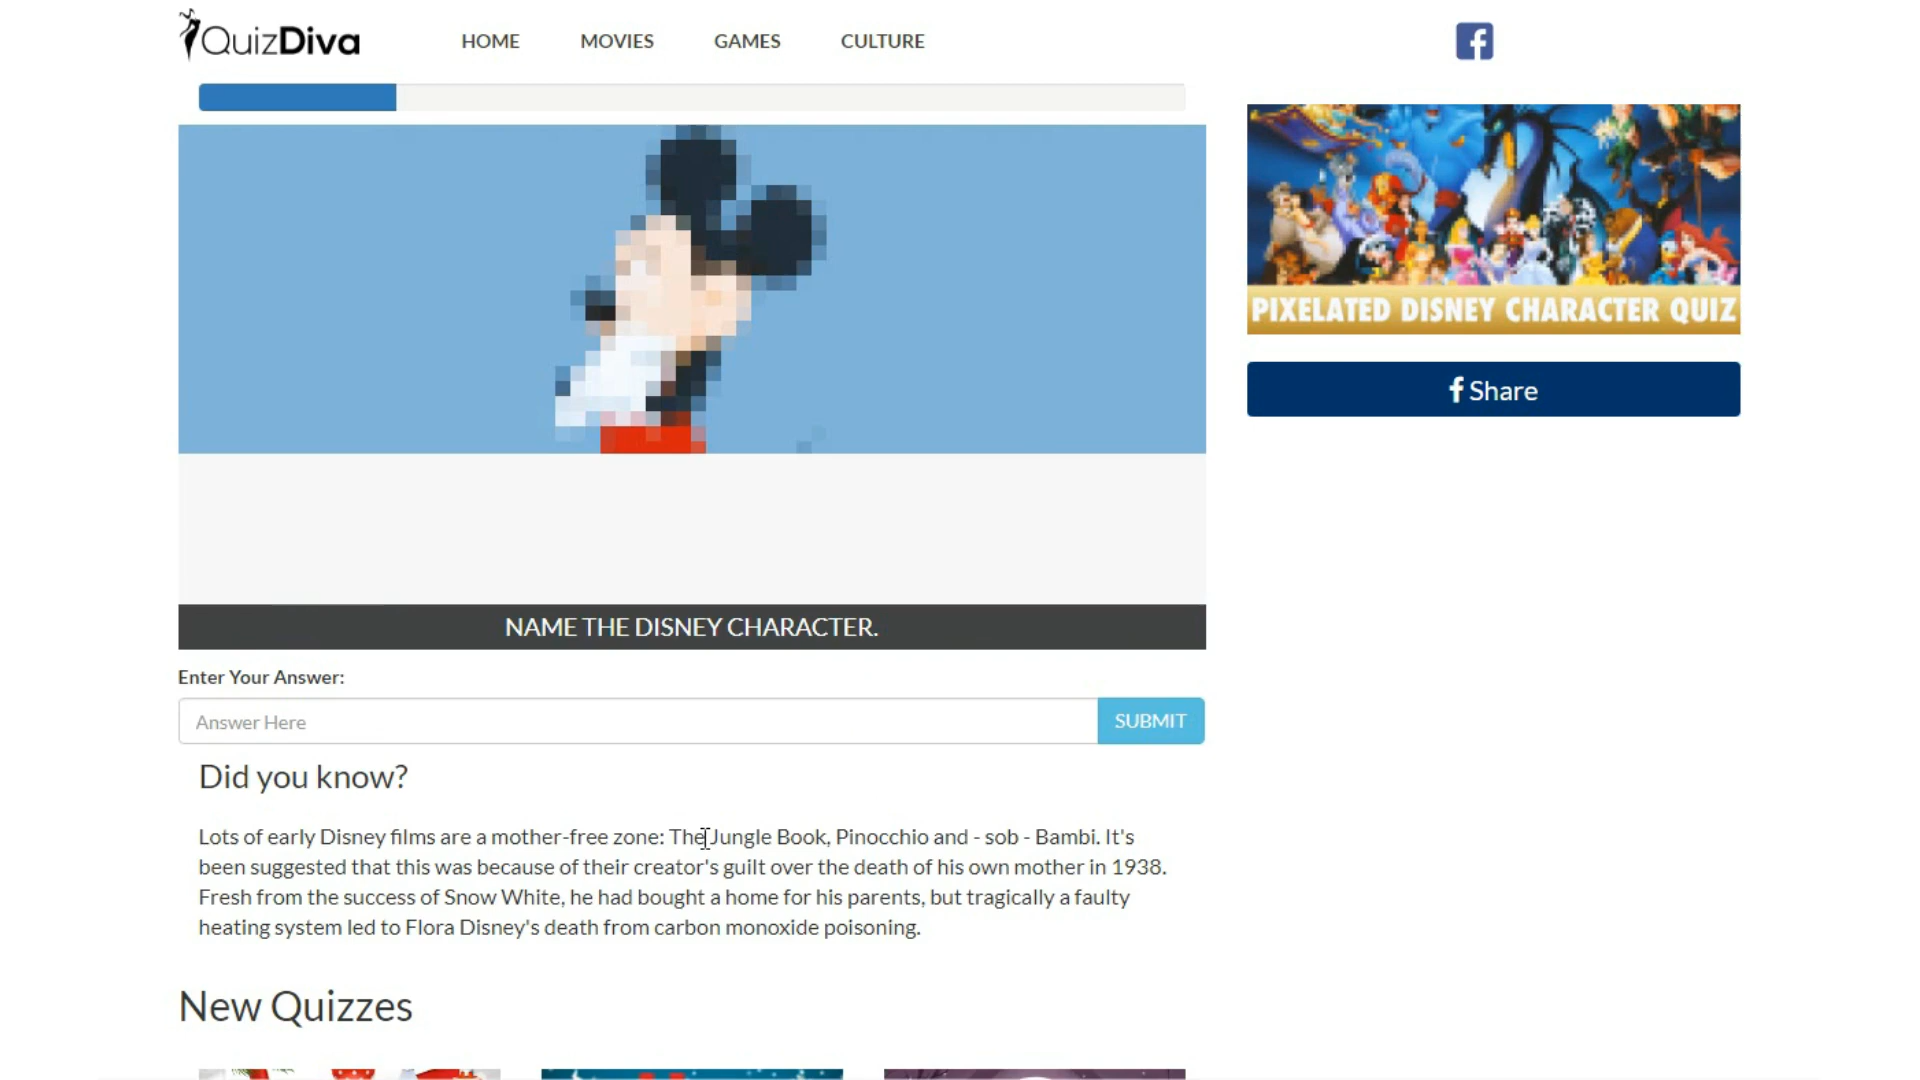 QuizDiva
HOME MOVIES GAMES CULTURE
NAME THE DISNEY CHARACTER.
Enter Your Answer:
Answer Here
SUBMIT
Did you know?
Lots of early Disney films are a mother-free zone: The Jungle Book, Pinocchio and - sob - Bambi. It's
been suggested that this was because of their creator's guilt over the death of his own mother in 1938.
Fresh from the success of Snow White, he had bought a home for his parents, but tragically a faulty
heating system led to Flora Disney's death from carbon monoxide poisoning.
New Quizzes
PIXELATED DISNEY CHARACTER QUIZ
Share